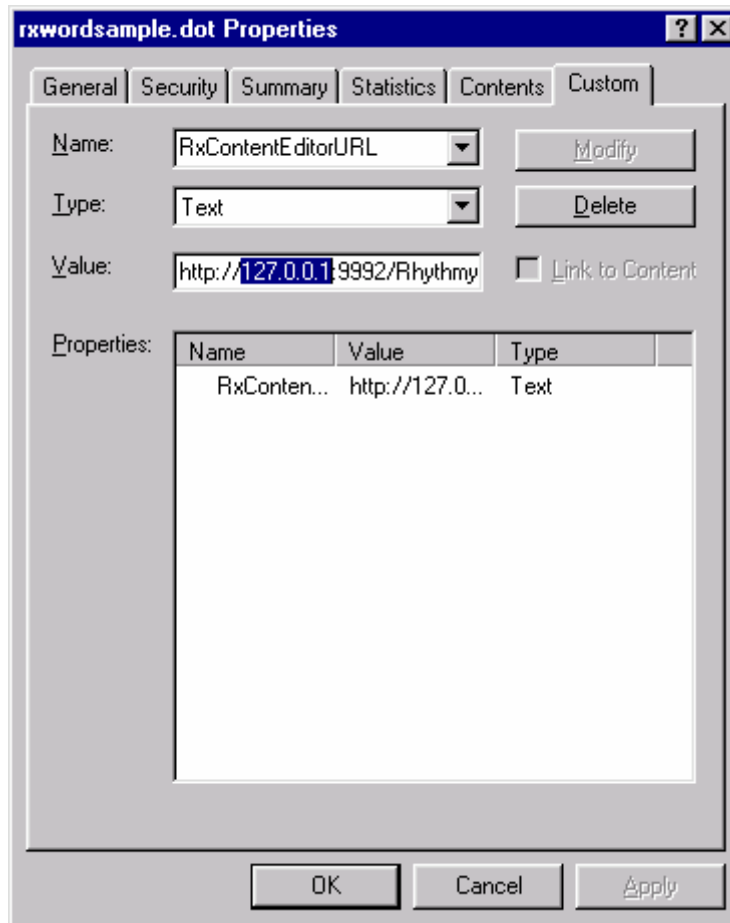 rxwordsample.dot Properties ? X
General Security Summary Statistics Contents Custom
Name: RxContentEditorURL Modify
Type: Text Delete
Value: http://127.0.0.1:9992/Rhythmy Link to Content
Properties: Name Value Type
RxConten... http://127.0... Text
OK Cancel Apply